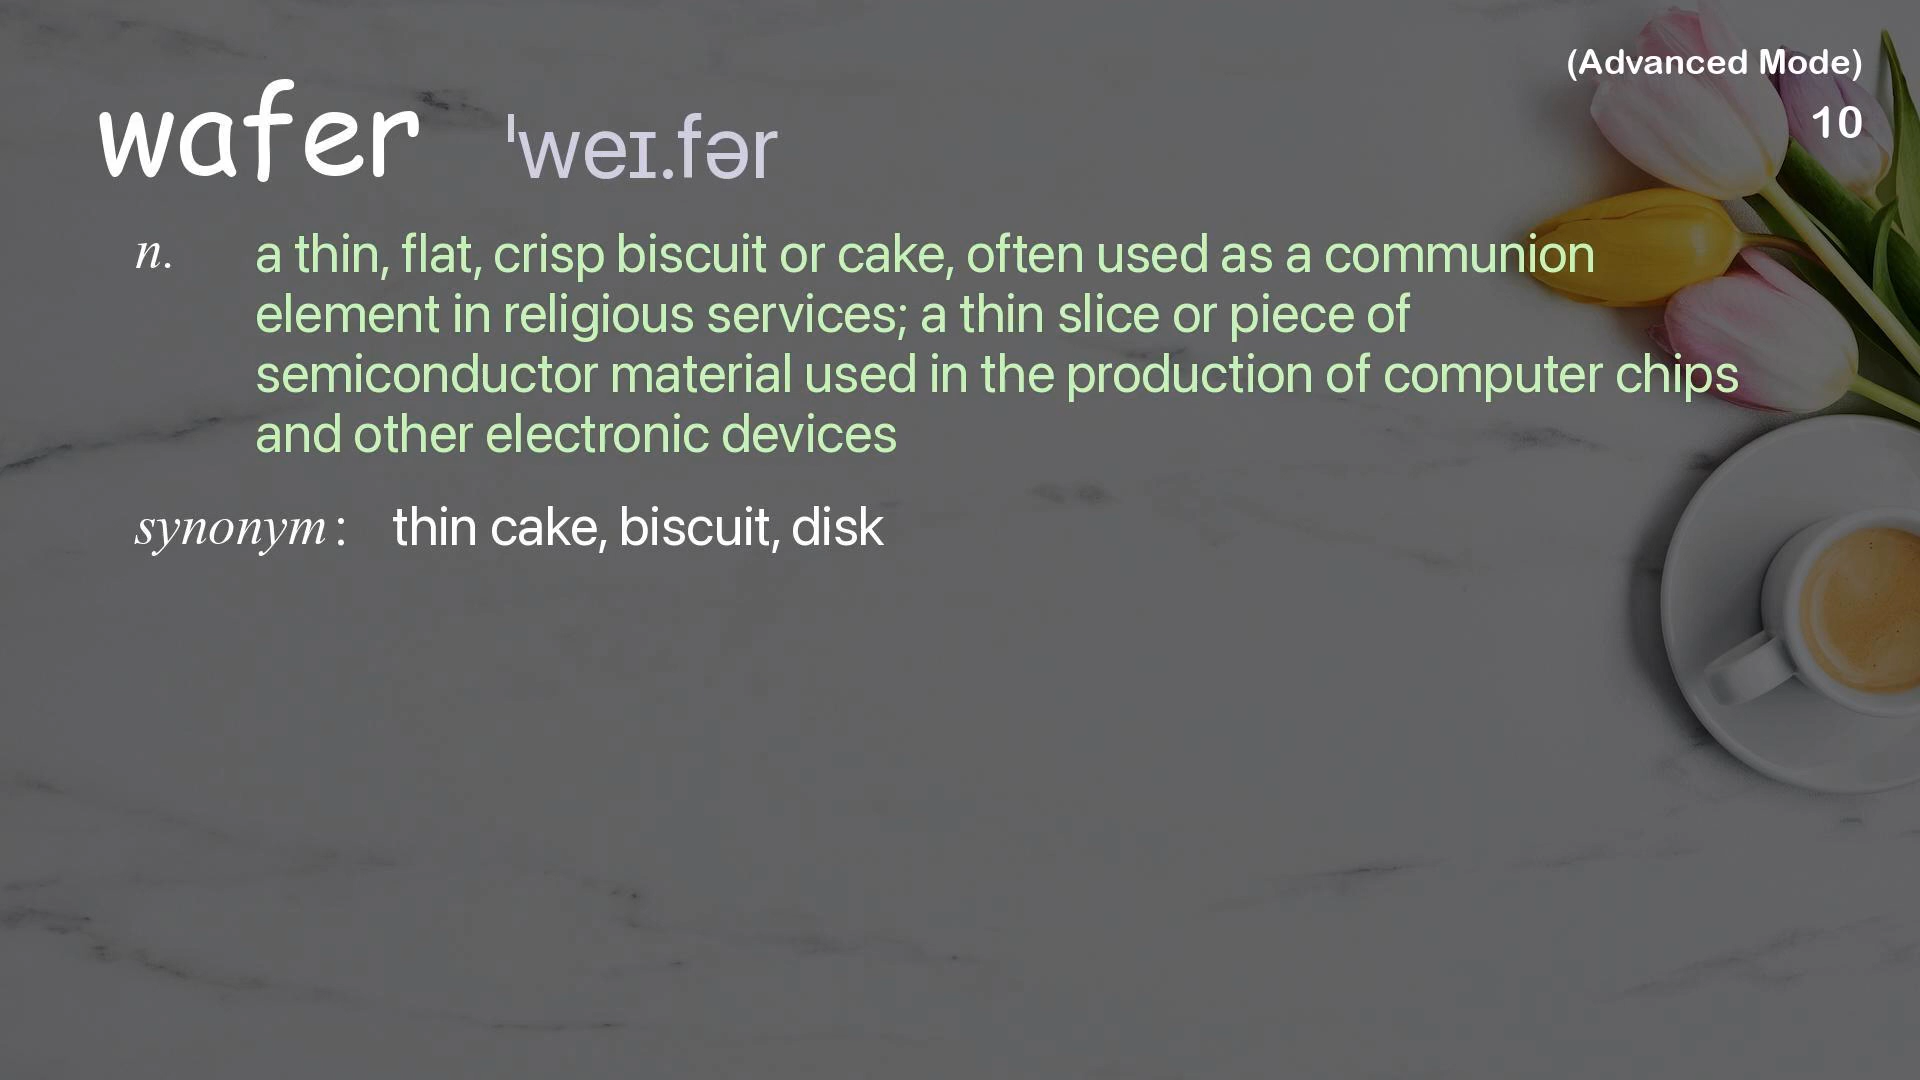 (Advanced Mode)
10
wafer ˈweɪ.fər
n. a thin, flat, crisp biscuit or cake, often used as a communion
element in religious services; a thin slice or piece of
semiconductor material used in the production of computer chips
and other electronic devices
synonym: thin cake, biscuit, disk